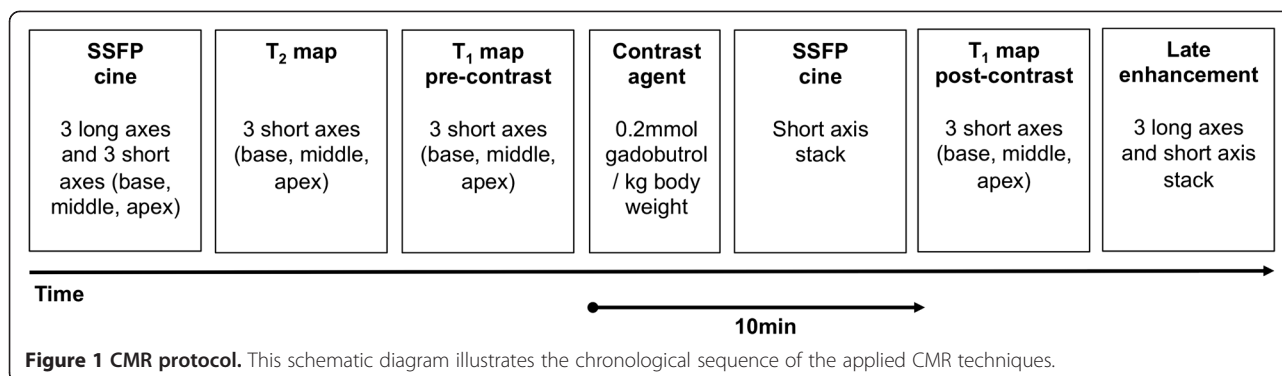 SSFP
cine
3 long axes
and 3 short
axes (base,
middle, apex)
T2 map
3 short axes
(base, middle,
apex)
T1 map
pre-contrast
3 short axes
(base, middle,
apex)
Contrast
agent
0.2mmol
gadobutrol
/ kg body
weight
SSFP
cine
Short axis
stack
T1 map
post-contrast
3 short axes
(base, middle,
apex)
Late
enhancement
3 long axes
and short axis
stack
Time
10min
Figure 1 CMR protocol. This schematic diagram illustrates the chronological sequence of the applied CMR techniques.